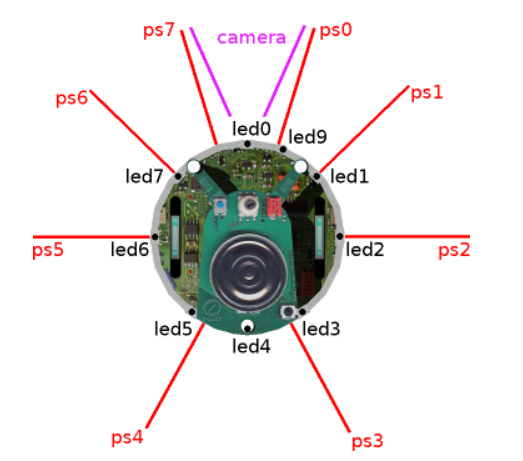 ps7
camera
ps0
ps6
ps1
led0
led9
led7
led1
ps5
led6
led2
ps2
led5
led3
led4
ps4
ps3